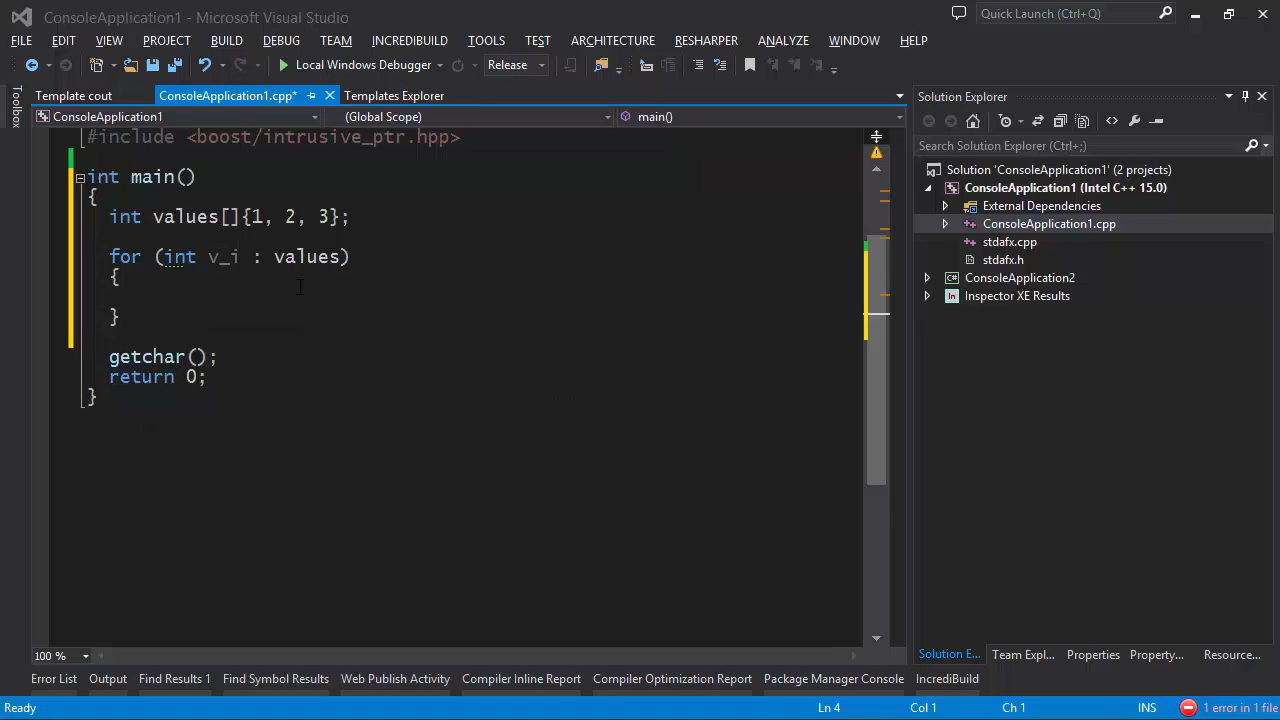 ConsoleApplication1 - Microsoft Visual Studio
Quick Launch (Ctrl+Q)
FILE EDIT VIEW PROJECT BUILD DEBUG TEAM INCREDIBUILD TOOLS TEST ARCHITECTURE RESHARPER ANALYZE WINDOW HELP
Local Windows Debugger Release
Toolbox
Template cout ConsoleApplication1.cpp* Templates Explorer
ConsoleApplication1 (Global Scope) main()
#include <boost/intrusive_ptr.hpp>
int main()
{
int values[]{1, 2, 3};
for (int v_i : values)
{
}
getchar();
return 0;
}
100 %
Solution Explorer
Search Solution Explorer (Ctrl+;)
Solution 'ConsoleApplication1' (2 projects)
ConsoleApplication1 (Intel C++ 15.0)
External Dependencies
ConsoleApplication1.cpp
stdafx.cpp
stdafx.h
ConsoleApplication2
In Inspector XE Results
Solution E... Team Expl... Properties Property... Resource...
Error List Output Find Results 1 Find Symbol Results Web Publish Activity Compiler Inline Report Compiler Optimization Report Package Manager Console IncrediBuild
Ready Ln 4 Col 1 Ch 1 INS 1 error in 1 file